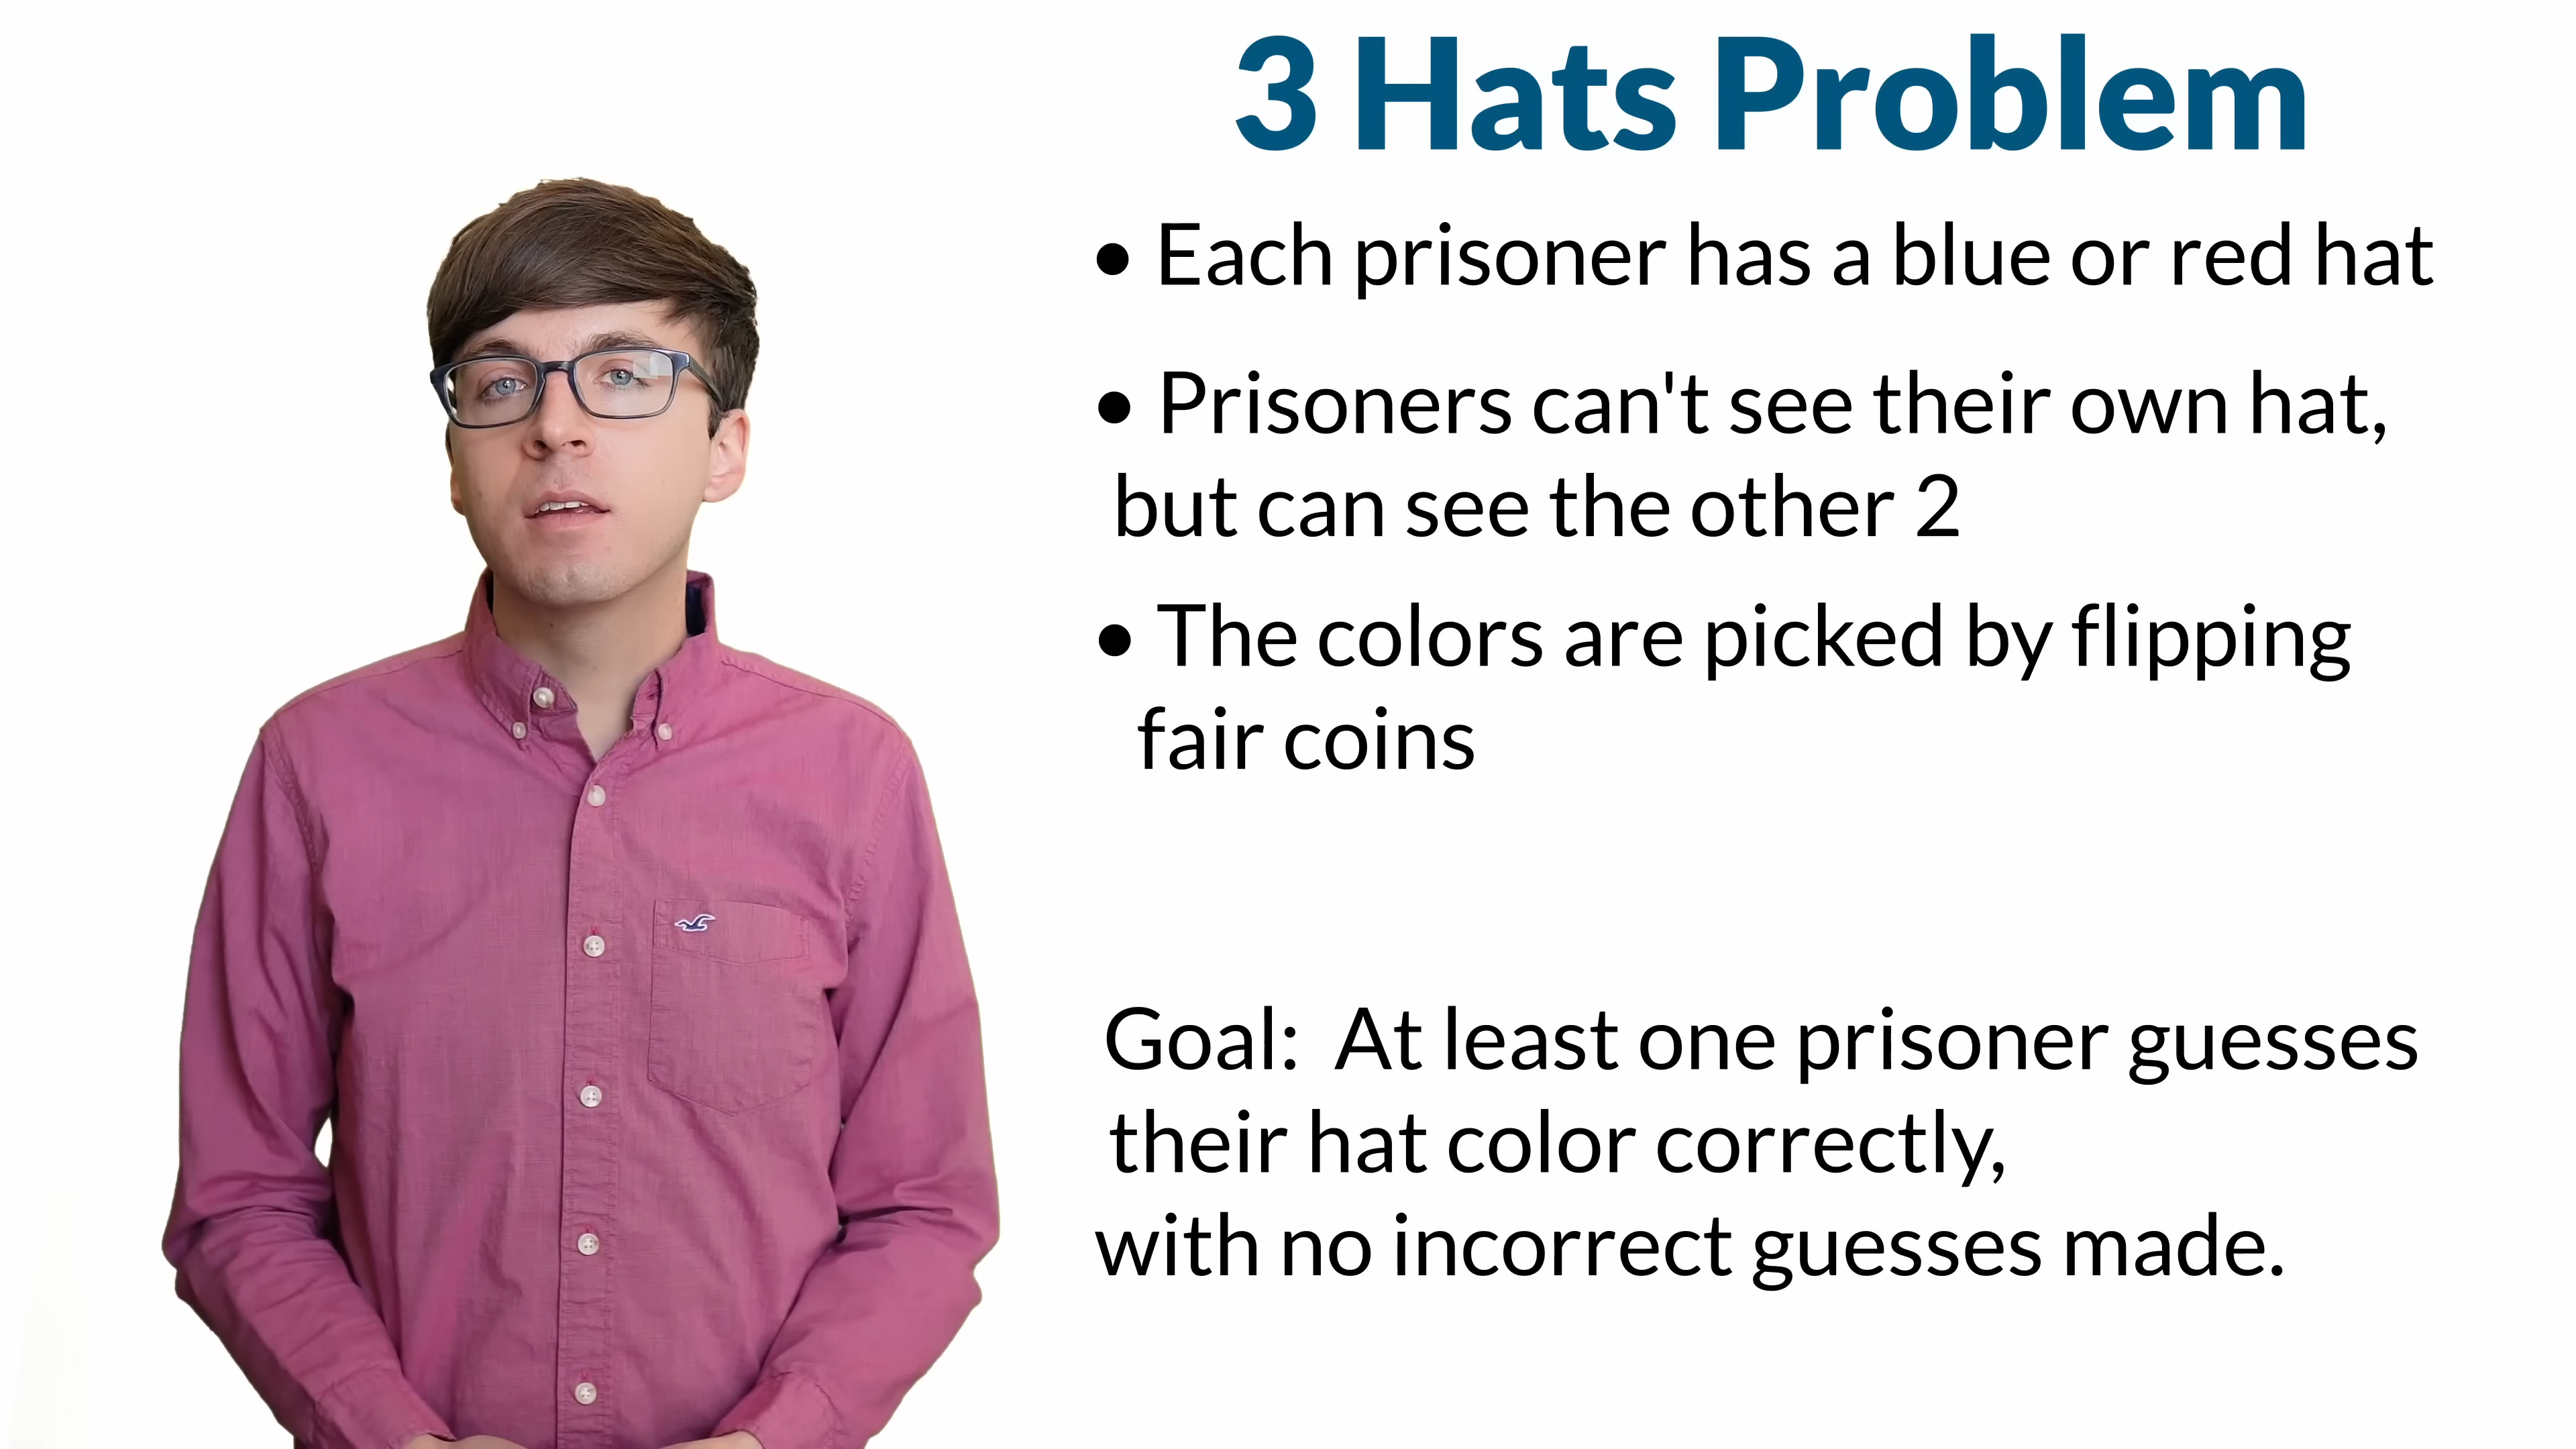 3 Hats Problem
• Each prisoner has a blue or red hat
• Prisoners can't see their own hat,
but can see the other 2
• The colors are picked by flipping
fair coins
Goal: At least one prisoner guesses
their hat color correctly,
with no incorrect guesses made.